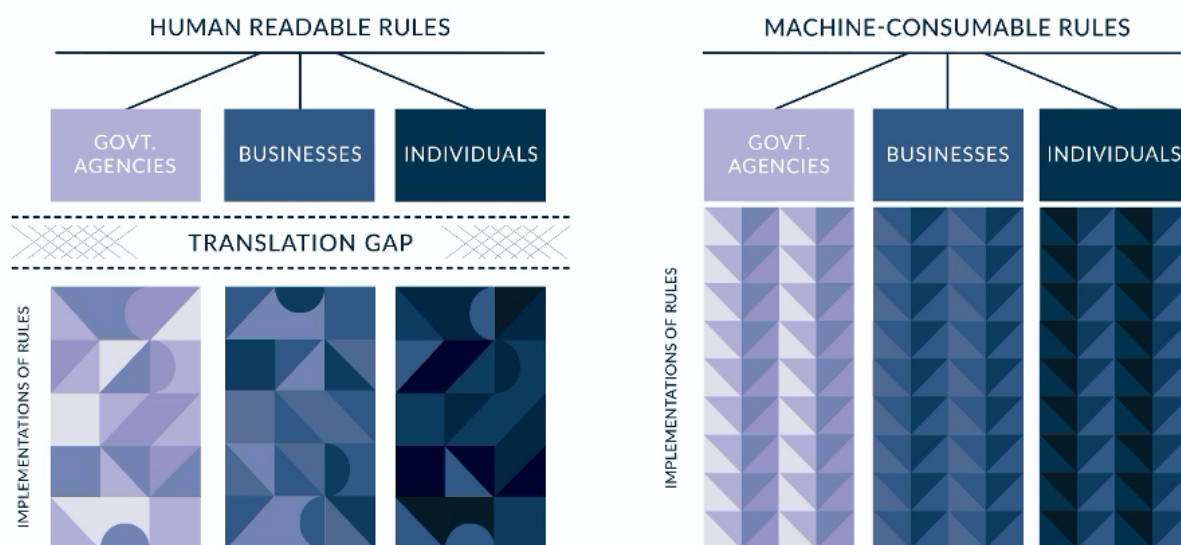 HUMAN READABLE RULES
GOVT.
AGENCIES
BUSINESSES
INDIVIDUALS
TRANSLATION GAP
IMPLEMENTATIONS OF RULES
MACHINE-CONSUMABLE RULES
GOVT.
AGENCIES
BUSINESSES
INDIVIDUALS
IMPLEMENTATIONS OF RULES